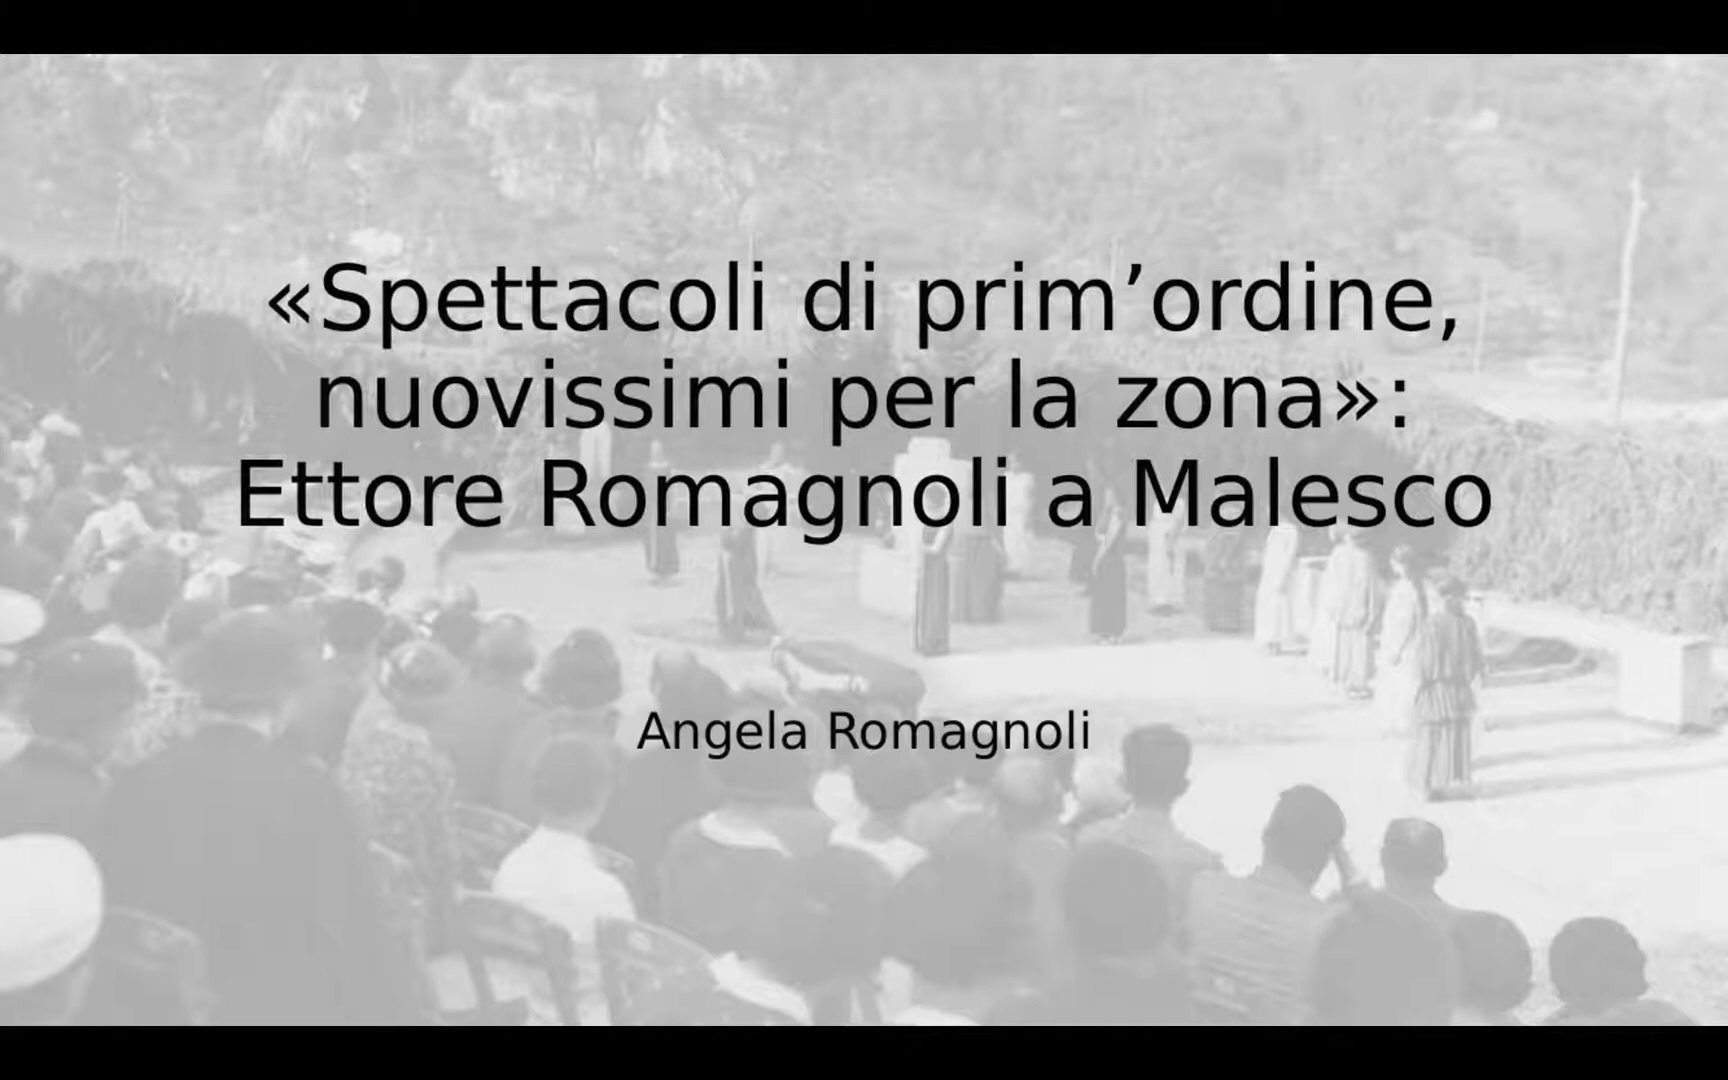 «Spettacoli di prim’ordine,
nuovissimi per la zona»:
Ettore Romagnoli a Malesco
Angela Romagnoli